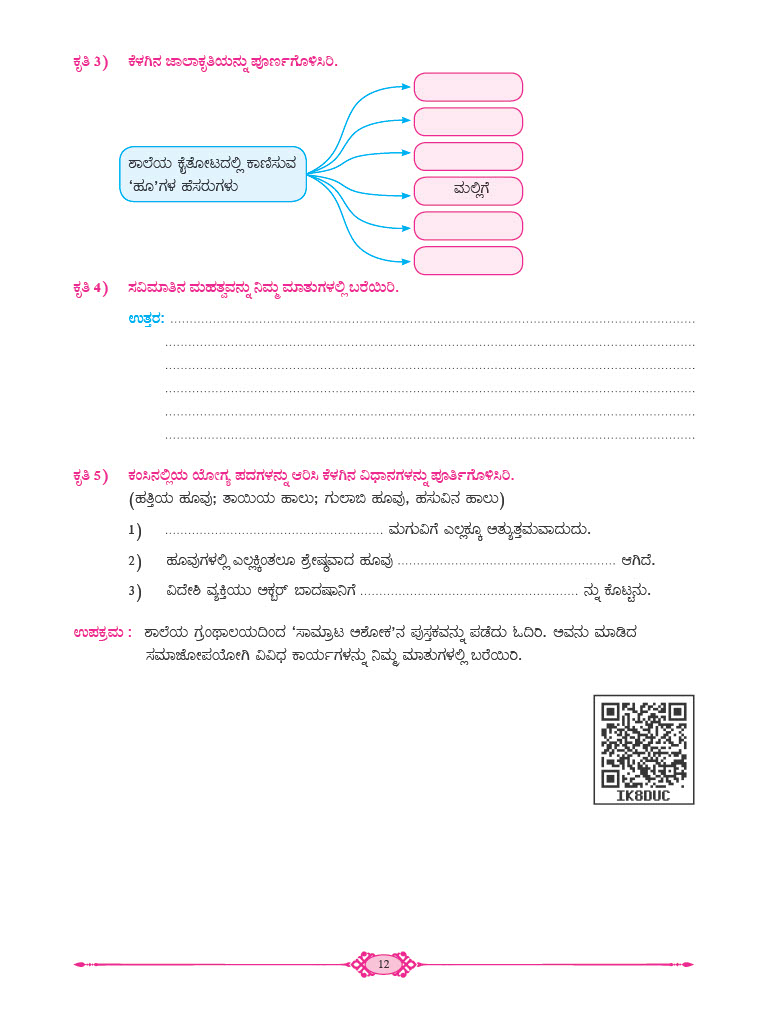 ಕೃತಿ 3) ಕೆಳಗಿನ ಜಾಲಾಕೃತಿಯನ್ನು ಪೂರ್ಣಗೊಳಿಸಿರಿ.
ಶಾಲೆಯ ಕೈತೋಟದಲ್ಲಿ ಕಾಣಿಸುವ
‘ಹೂ’ಗಳ ಹೆಸರುಗಳು
ಮಲ್ಲಿಗೆ
ಕೃತಿ 4) ಸವಿಮಾತಿನ ಮಹತ್ವವನ್ನು ನಿಮ್ಮ ಮಾತುಗಳಲ್ಲಿ ಬರೆಯಿರಿ.
ಉತ್ತರ:
ಕೃತಿ 5) ಕಂಸಿನಲ್ಲಿಯ ಯೋಗ್ಯ ಪದಗಳನ್ನು ಆರಿಸಿ ಕೆಳಗಿನ ವಿಧಾನಗಳನ್ನು ಪೂರ್ತಿಗೊಳಿಸಿರಿ.
(ಹತ್ತಿಯ ಹೂವು; ತಾಯಿಯ ಹಾಲು; ಗುಲಾಬಿ ಹೂವು, ಹಸುವಿನ ಹಾಲು)
1) ........................................................ ಮಗುವಿಗೆ ಎಲ್ಲಕ್ಕೂ ಅತ್ಯುತ್ತಮವಾದುದು.
2) ಹೂವುಗಳಲ್ಲಿ ಎಲ್ಲಕ್ಕಿಂತಲೂ ಶ್ರೇಷ್ಠವಾದ ಹೂವು ........................................................ ಆಗಿದೆ.
3) ವಿದೇಶಿ ವ್ಯಕ್ತಿಯು ಅಕ್ಬರ್ ಬಾದಷಾನಿಗೆ ........................................................ ನ್ನು ಕೊಟ್ಟನು.
ಉಪಕ್ರಮ : ಶಾಲೆಯ ಗ್ರಂಥಾಲಯದಿಂದ ‘ಸಾಮ್ರಾಟ ಅಶೋಕ’ನ ಪುಸ್ತಕವನ್ನು ಪಡೆದು ಓದಿರಿ. ಅವನು ಮಾಡಿದ
ಸಮಾಜೋಪಯೋಗಿ ವಿವಿಧ ಕಾರ್ಯಗಳನ್ನು ನಿಮ್ಮ ಮಾತುಗಳಲ್ಲಿ ಬರೆಯಿರಿ.
IK8DUC
12